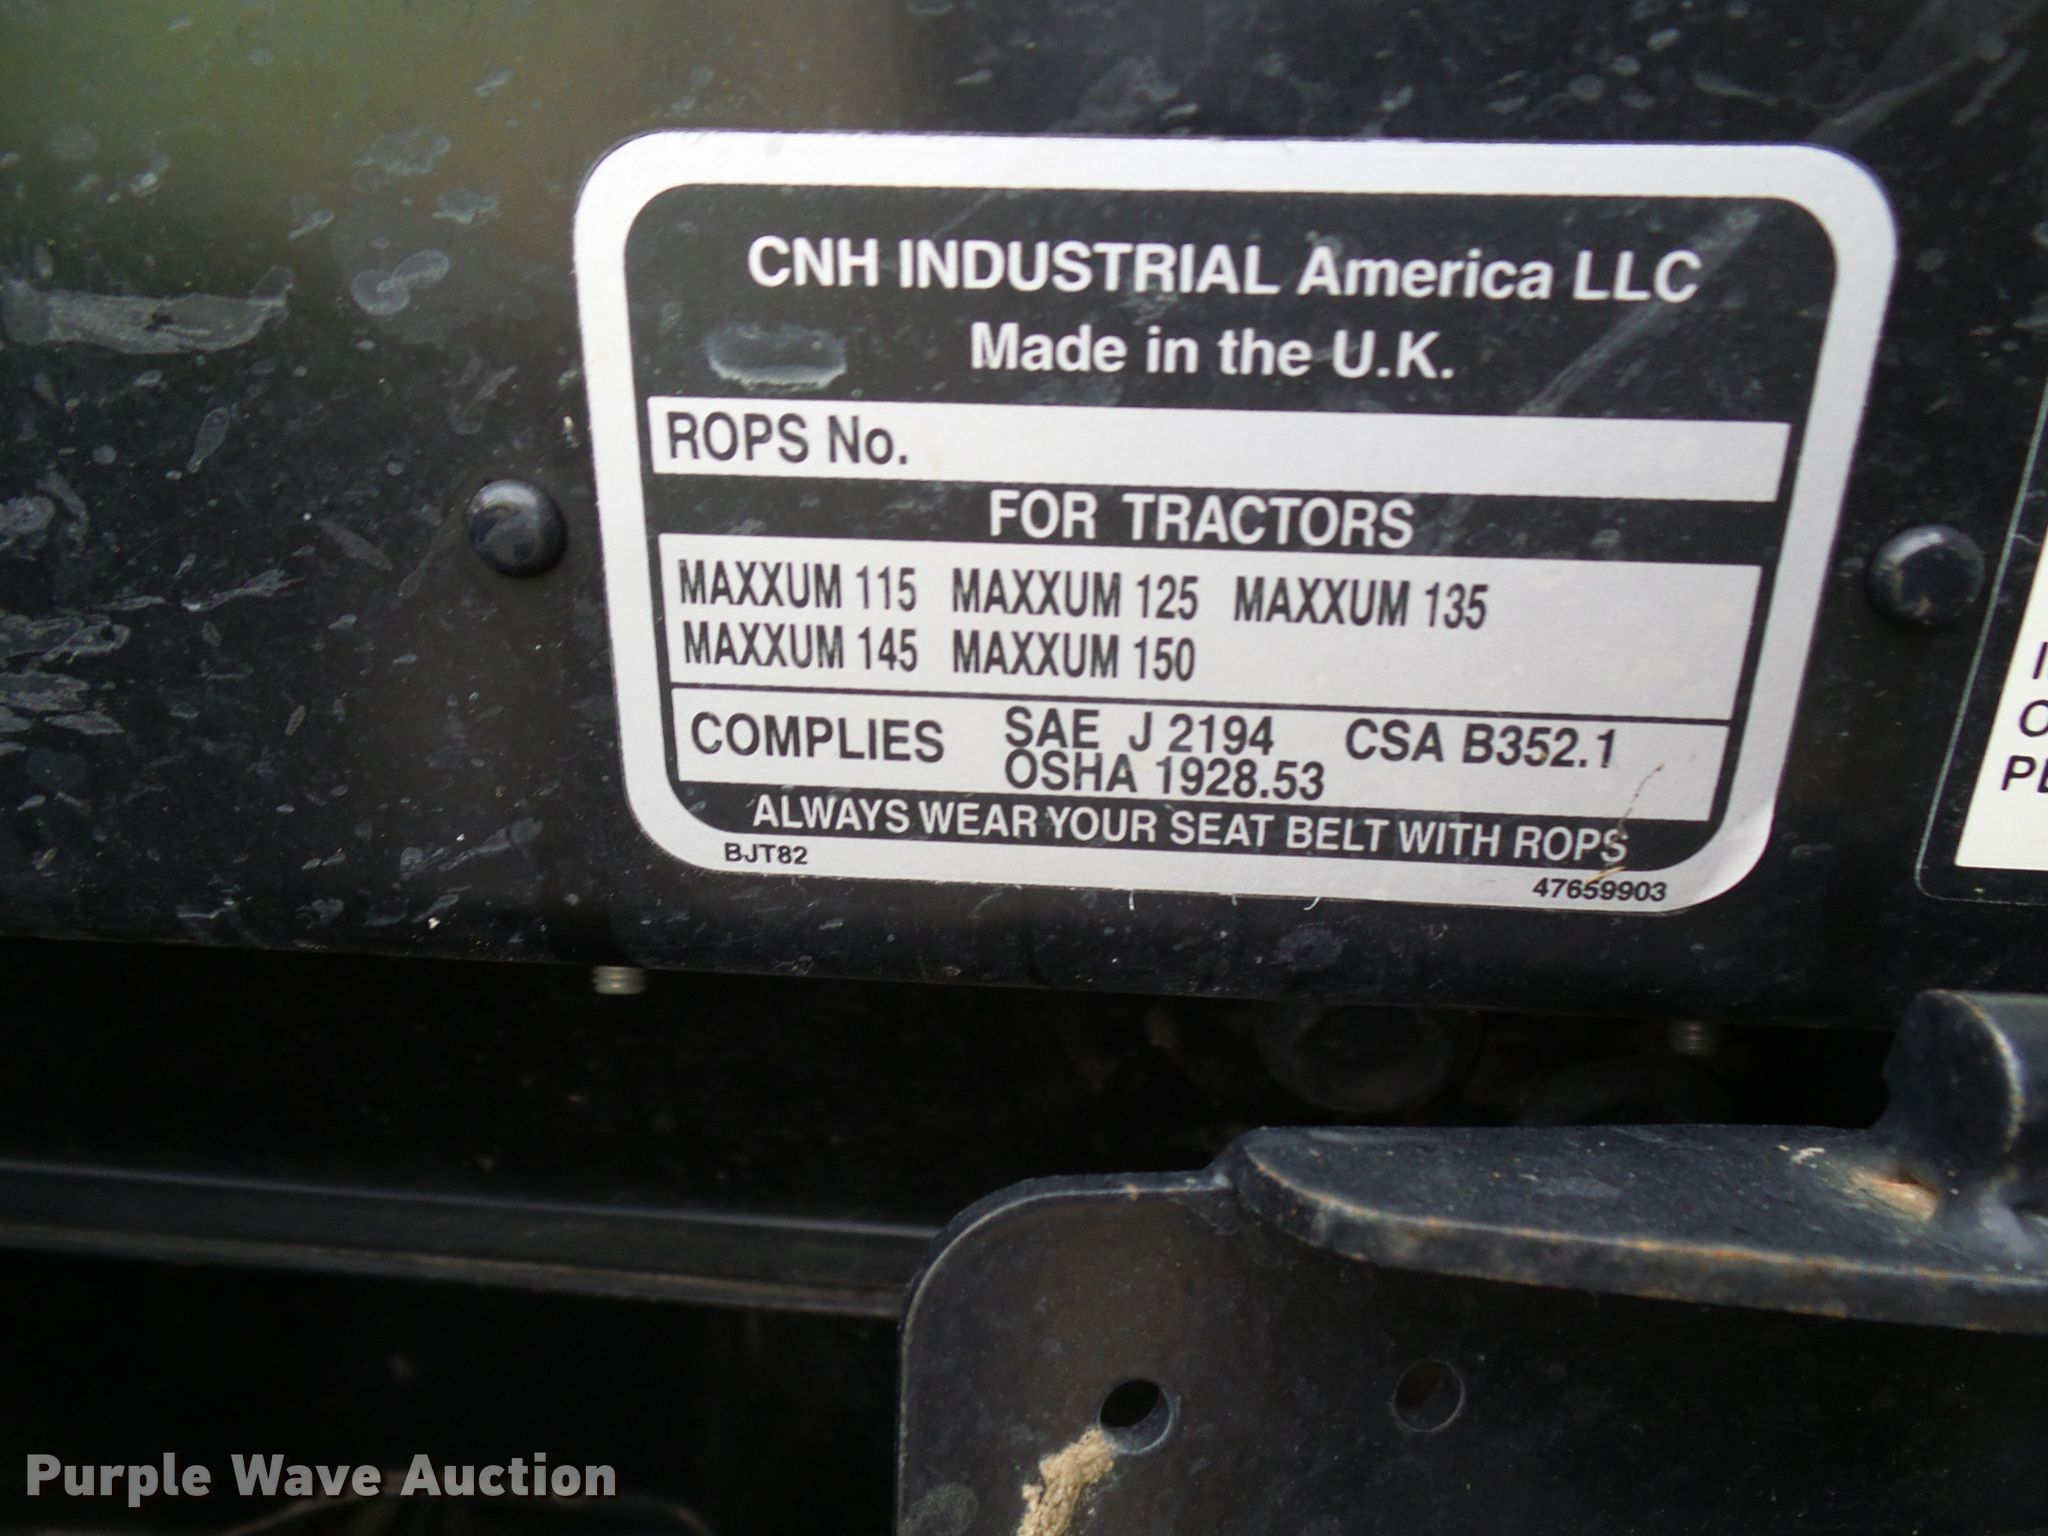 CNH INDUSTRIAL America LLC
Made in the U.K.
ROPS No.
FOR TRACTORS
MAXXUM 115 MAXXUM 125 MAXXUM 135
MAXXUM 145 MAXXUM 150
COMPLIES SAE J 2194 CSA B352.1
OSHA 1928.53
ALWAYS WEAR YOUR SEAT BELT WITH ROPS
BJT82
47659903
Purple Wave Auction